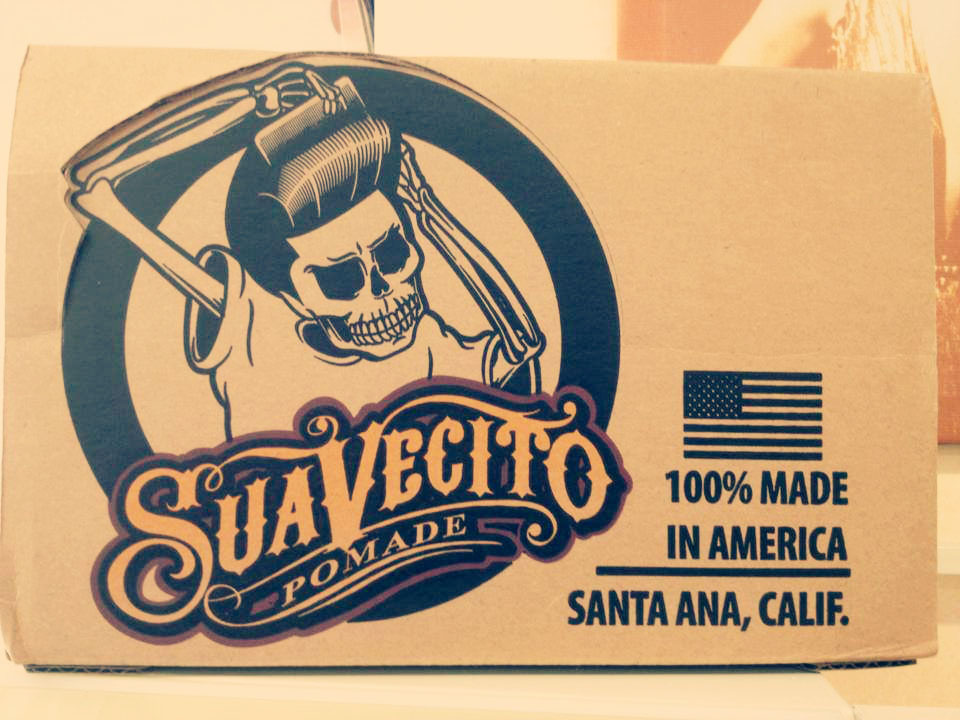 SUAVECITO
POMADE
100% MADE
IN AMERICA
SANTA ANA, CALIF.